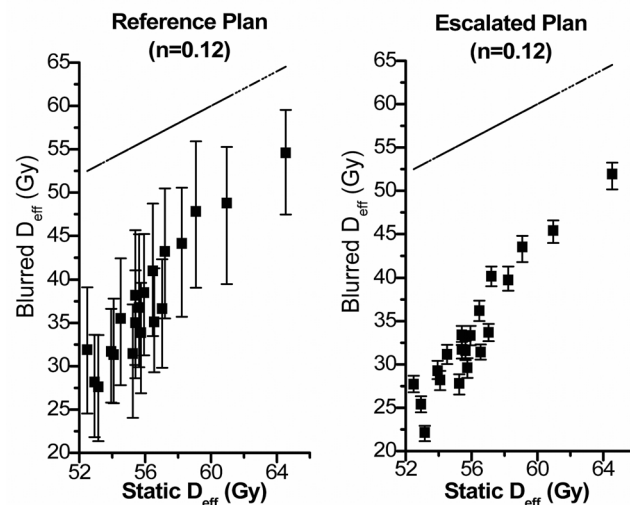 Reference Plan
(n=0.12)
65
60
55
50
45
40
35
30
25
20
Blurred Deff (Gy)
52 56 60 64
Static Deff (Gy)
Escalated Plan
(n=0.12)
65
60
55
50
45
40
35
30
25
20
Blurred Deff (Gy)
52 56 60 64
Static Deff (Gy)